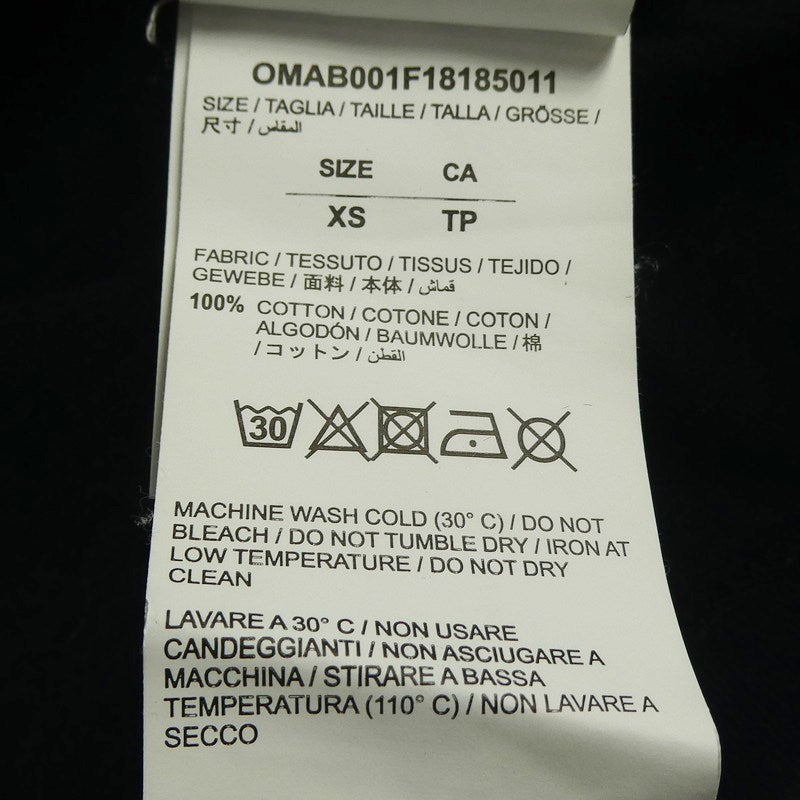 OMAB001F18185011
SIZE / TAGLIA / TAILLE / TALLA / GRÖSSE /
尺寸 / المقاس
SIZE CA
XS TP
FABRIC / TESSUTO / TISSUS / TEJIDO /
GEWEBE / 面料 / 本体 / قماش
100% COTTON / COTONE / COTON /
ALGODÓN / BAUMWOLLE / 棉
/ コットン / القطن
30
MACHINE WASH COLD (30° C) / DO NOT
BLEACH / DO NOT TUMBLE DRY / IRON AT
LOW TEMPERATURE / DO NOT DRY
CLEAN
LAVARE A 30° C / NON USARE
CANDEGGIANTI / NON ASCIUGARE A
MACCHINA / STIRARE A BASSA
TEMPERATURA (110° C) / NON LAVARE A
SECCO